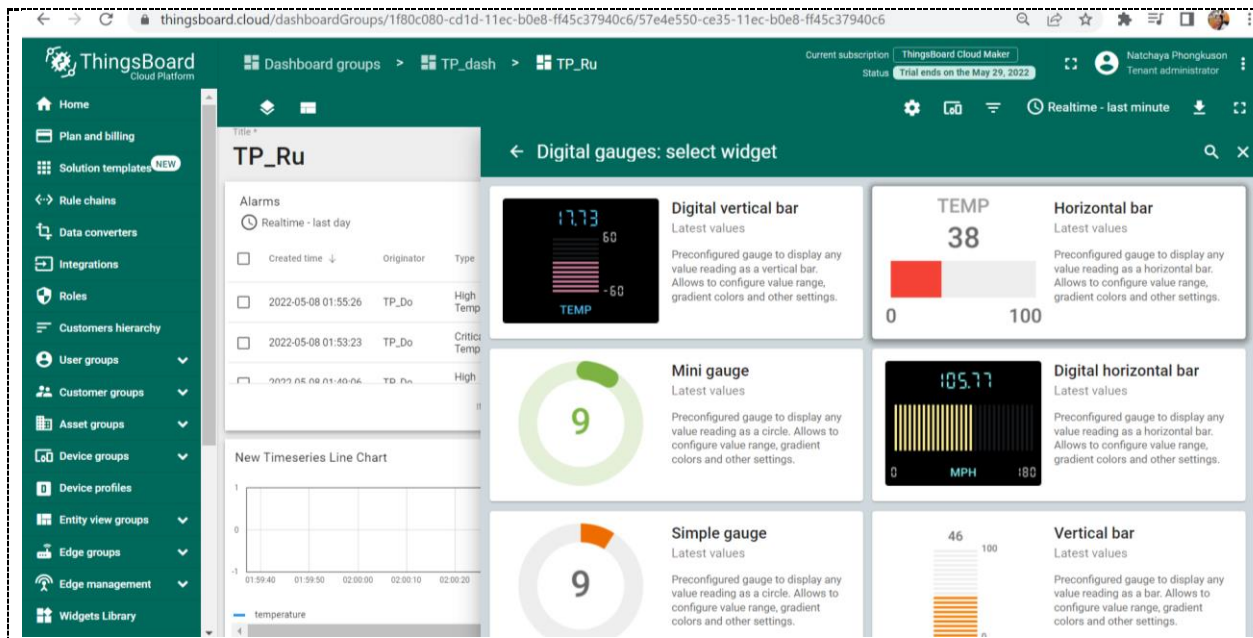 thingsboard.cloud/dashboardGroups/1f80c080-cd1d-11ec-b0e8-ff45c37940c6/57e4e550-ce35-11ec-b0e8-ff45c37940c6
ThingsBoard
Cloud Platform
Dashboard groups > TP_dash > TP_Ru
Current subscription ThingsBoard Cloud Maker
Status Trial ends on the May 29, 2022
Natchaya Phongkuson
Tenant administrator
Home
Plan and billing
Solution templates NEW
Rule chains
Data converters
Integrations
Roles
Customers hierarchy
User groups
Customer groups
Asset groups
Device groups
Device profiles
Entity view groups
Edge groups
Edge management
Widgets Library
Realtime - last minute
Title *
TP_Ru
Alarms
Realtime - last day
Created time ↓ Originator Type
2022-05-08 01:55:26 TP_Do High
Temp
2022-05-08 01:53:23 TP_Do Critica
Temp
2022-05-08 01:49:06 TP_Do High
New Timeseries Line Chart
1
0
-1
01:59:40 01:59:50 02:00:00 02:00:10 02:00:20
temperature
Digital gauges: select widget
17.73
60
-60
TEMP
Digital vertical bar
Latest values
Preconfigured gauge to display any
value reading as a vertical bar.
Allows to configure value range,
gradient colors and other settings.
TEMP
38
0 100
Horizontal bar
Latest values
Preconfigured gauge to display any
value reading as a horizontal bar.
Allows to configure value range,
gradient colors and other settings.
9
Mini gauge
Latest values
Preconfigured gauge to display any
value reading as a circle. Allows to
configure value range, gradient
colors and other settings.
105.77
0 MPH 180
Digital horizontal bar
Latest values
Preconfigured gauge to display any
value reading as a horizontal bar.
Allows to configure value range,
gradient colors and other settings.
9
Simple gauge
Latest values
Preconfigured gauge to display any
value reading as a circle. Allows to
configure value range, gradient
colors and other settings.
46
100
0
Vertical bar
Latest values
Preconfigured gauge to display any
value reading as a bar. Allows to
configure value range, gradient
colors and other settings.